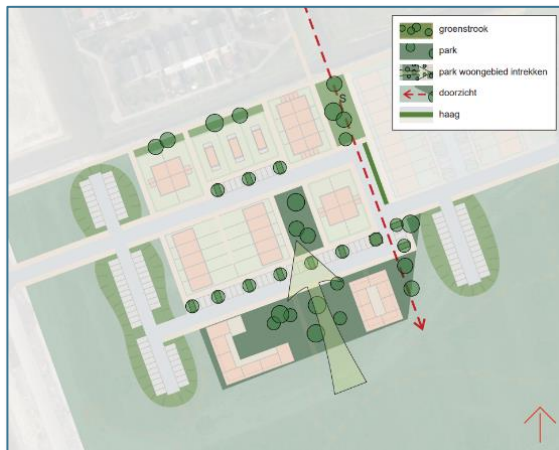 groenstrook
park
park woongebied intrekken
doorzicht
haag
S